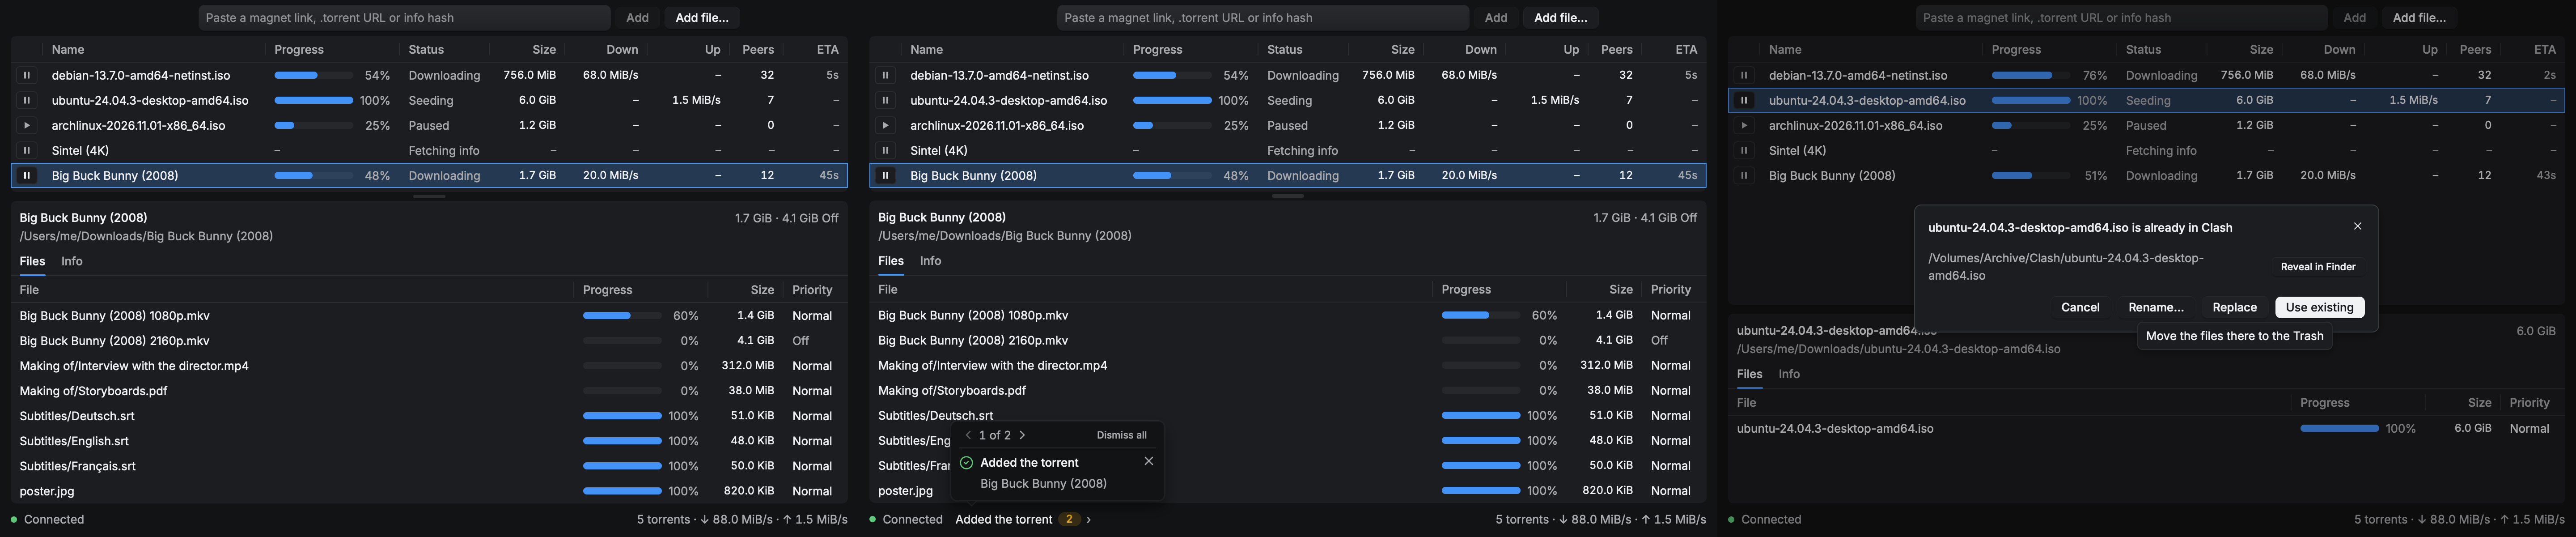 Paste a magnet link, .torrent URL or info hash Add Add file...
Name Progress Status Size Down Up Peers ETA
debian-13.7.0-amd64-netinst.iso 54% Downloading 756.0 MiB 68.0 MiB/s – 32 5s
ubuntu-24.04.3-desktop-amd64.iso 100% Seeding 6.0 GiB – 1.5 MiB/s 7 –
archlinux-2026.11.01-x86_64.iso 25% Paused 1.2 GiB – – 0 –
Sintel (4K) – Fetching info – – – – –
Big Buck Bunny (2008) 48% Downloading 1.7 GiB 20.0 MiB/s – 12 45s
Big Buck Bunny (2008) 1.7 GiB · 4.1 GiB Off
/Users/me/Downloads/Big Buck Bunny (2008)
Files Info
File Progress Size Priority
Big Buck Bunny (2008) 1080p.mkv 60% 1.4 GiB Normal
Big Buck Bunny (2008) 2160p.mkv 0% 4.1 GiB Off
Making of/Interview with the director.mp4 0% 312.0 MiB Normal
Making of/Storyboards.pdf 0% 38.0 MiB Normal
Subtitles/Deutsch.srt 100% 51.0 KiB Normal
Subtitles/English.srt 100% 48.0 KiB Normal
Subtitles/Français.srt 100% 50.0 KiB Normal
poster.jpg 100% 820.0 KiB Normal
Connected 5 torrents · ↓ 88.0 MiB/s · ↑ 1.5 MiB/s
Paste a magnet link, .torrent URL or info hash Add Add file...
Name Progress Status Size Down Up Peers ETA
debian-13.7.0-amd64-netinst.iso 54% Downloading 756.0 MiB 68.0 MiB/s – 32 5s
ubuntu-24.04.3-desktop-amd64.iso 100% Seeding 6.0 GiB – 1.5 MiB/s 7 –
archlinux-2026.11.01-x86_64.iso 25% Paused 1.2 GiB – – 0 –
Sintel (4K) – Fetching info – – – – –
Big Buck Bunny (2008) 48% Downloading 1.7 GiB 20.0 MiB/s – 12 45s
Big Buck Bunny (2008) 1.7 GiB · 4.1 GiB Off
/Users/me/Downloads/Big Buck Bunny (2008)
Files Info
File Progress Size Priority
Big Buck Bunny (2008) 1080p.mkv 60% 1.4 GiB Normal
Big Buck Bunny (2008) 2160p.mkv 0% 4.1 GiB Off
Making of/Interview with the director.mp4 0% 312.0 MiB Normal
Making of/Storyboards.pdf 0% 38.0 MiB Normal
Subtitles/Deutsch.srt 100% 51.0 KiB Normal
Subtitles/Eng 100% 48.0 KiB Normal
Subtitles/Fra 100% 50.0 KiB Normal
poster.jpg 100% 820.0 KiB Normal
1 of 2 Dismiss all
Added the torrent
Big Buck Bunny (2008)
Connected Added the torrent 2 › 5 torrents · ↓ 88.0 MiB/s · ↑ 1.5 MiB/s
Paste a magnet link, .torrent URL or info hash Add Add file...
Name Progress Status Size Down Up Peers ETA
debian-13.7.0-amd64-netinst.iso 76% Downloading 756.0 MiB 68.0 MiB/s – 32 2s
ubuntu-24.04.3-desktop-amd64.iso 100% Seeding 6.0 GiB – 1.5 MiB/s 7 –
archlinux-2026.11.01-x86_64.iso 25% Paused 1.2 GiB – – 0 –
Sintel (4K) – Fetching info – – – – –
Big Buck Bunny (2008) 51% Downloading 1.7 GiB 20.0 MiB/s – 12 43s
ubuntu-24.04.3-desktop-amd64.iso is already in Clash
/Volumes/Archive/Clash/ubuntu-24.04.3-desktop-
amd64.iso
Reveal in Finder
Cancel Rename... Replace Use existing
Move the files there to the Trash
ubuntu-24.04.3-desktop-amd64.iso 6.0 GiB
/Users/me/Downloads/ubuntu-24.04.3-desktop-amd64.iso
Files Info
File Progress Size Priority
ubuntu-24.04.3-desktop-amd64.iso 100% 6.0 GiB Normal
Connected 5 torrents · ↓ 88.0 MiB/s · ↑ 1.5 MiB/s